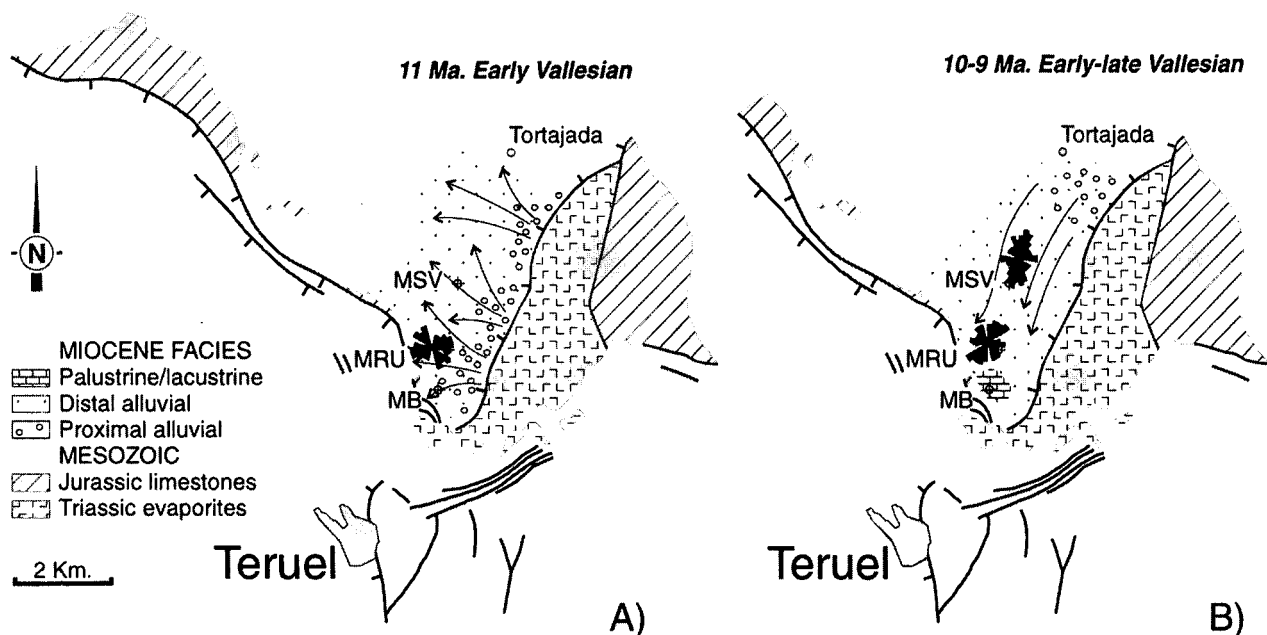 11 Ma. Early Vallesian
Tortajada
MSV
MRU
MB
N
MIOCENE FACIES
Palustrine/lacustrine
Distal alluvial
Proximal alluvial
MESOZOIC
Jurassic limestones
Triassic evaporites
2 Km.
Teruel
A)
10-9 Ma. Early-late Vallesian
Tortajada
MSV
MRU
MB
Teruel
B)